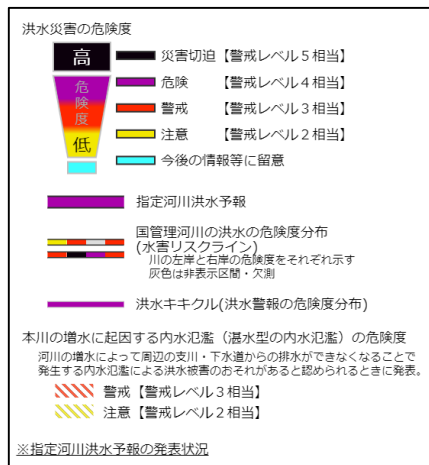 洪水災害の危険度
高
危険度
低
災害切迫【警戒レベル５相当】
危険 【警戒レベル４相当】
警戒 【警戒レベル３相当】
注意 【警戒レベル２相当】
今後の情報等に留意
指定河川洪水予報
国管理河川の洪水の危険度分布
(水害リスクライン)
川の左岸と右岸の危険度をそれぞれ示す
灰色は非表示区間・欠測
洪水キキクル(洪水警報の危険度分布)
本川の増水に起因する内水氾濫（湛水型の内水氾濫）の危険度
河川の増水によって周辺の支川・下水道からの排水ができなくなることで
発生する内水氾濫による洪水被害のおそれがあると認められるときに発表。
警戒【警戒レベル３相当】
注意【警戒レベル２相当】
※指定河川洪水予報の発表状況